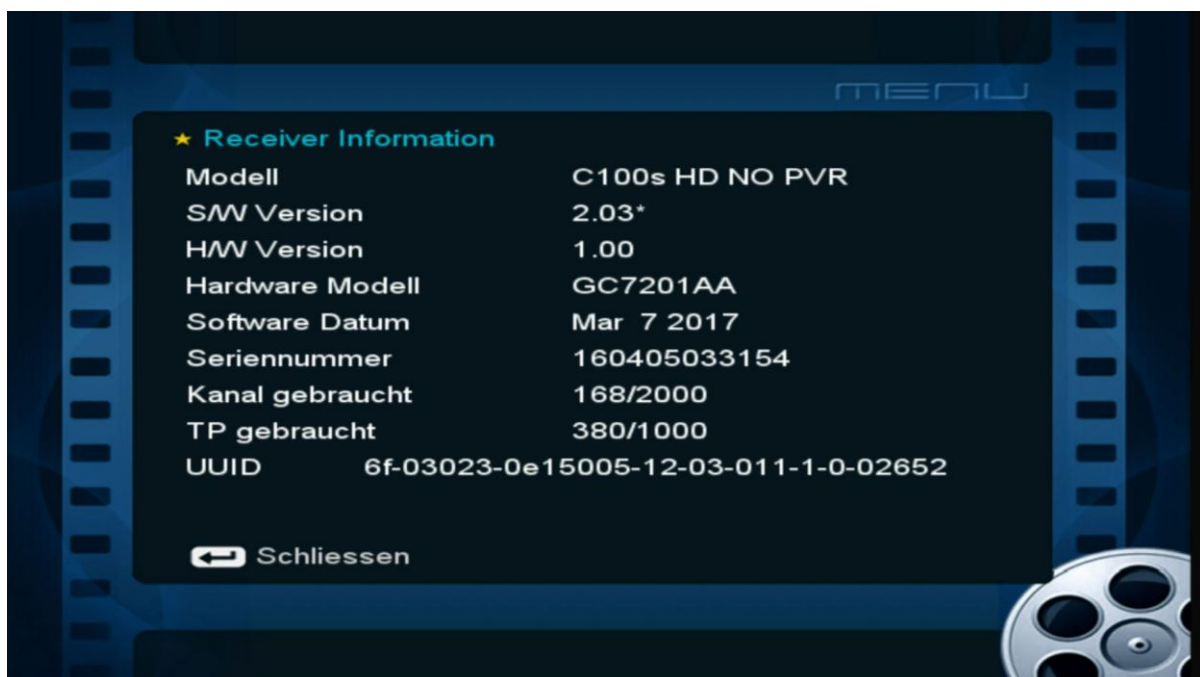 MENU
Receiver Information
Modell C100s HD NO PVR
S/W Version 2.03*
H/W Version 1.00
Hardware Modell GC7201AA
Software Datum Mar 7 2017
Seriennummer 160405033154
Kanal gebraucht 168/2000
TP gebraucht 380/1000
UUID 6f-03023-0e15005-12-03-011-1-0-02652
Schliessen